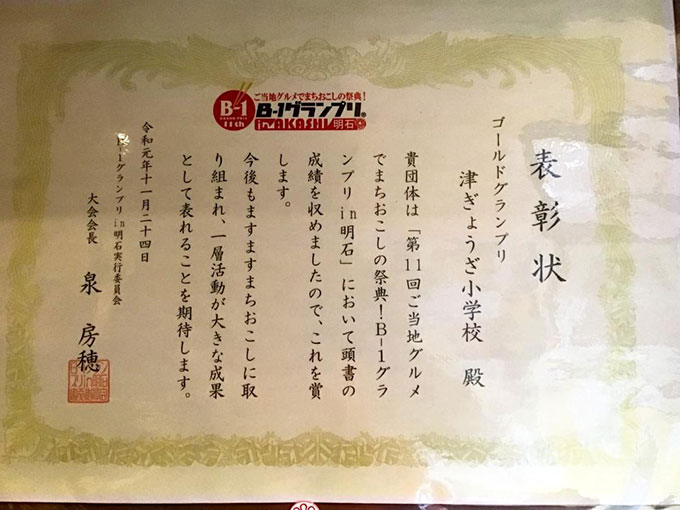 ご当地グルメでまちおこしの祭典!
B-1
GRAND PRIX
11th
B-1グランプリ®
in AKASHI 明石
表彰状
ゴールドグランプリ
津ぎょうざ小学校 殿
貴団体は「第11回ご当地グルメ
でまちおこしの祭典!B-1グラ
ンプリin明石」において頭書の
成績を収めましたので、これを賞
します。
今後もますますまちおこしに取
り組まれ、一層活動が大きな成果
として表れることを期待します。
令和元年十一月二十四日
B-1グランプリin明石実行委員会
大会会長 泉 房穂